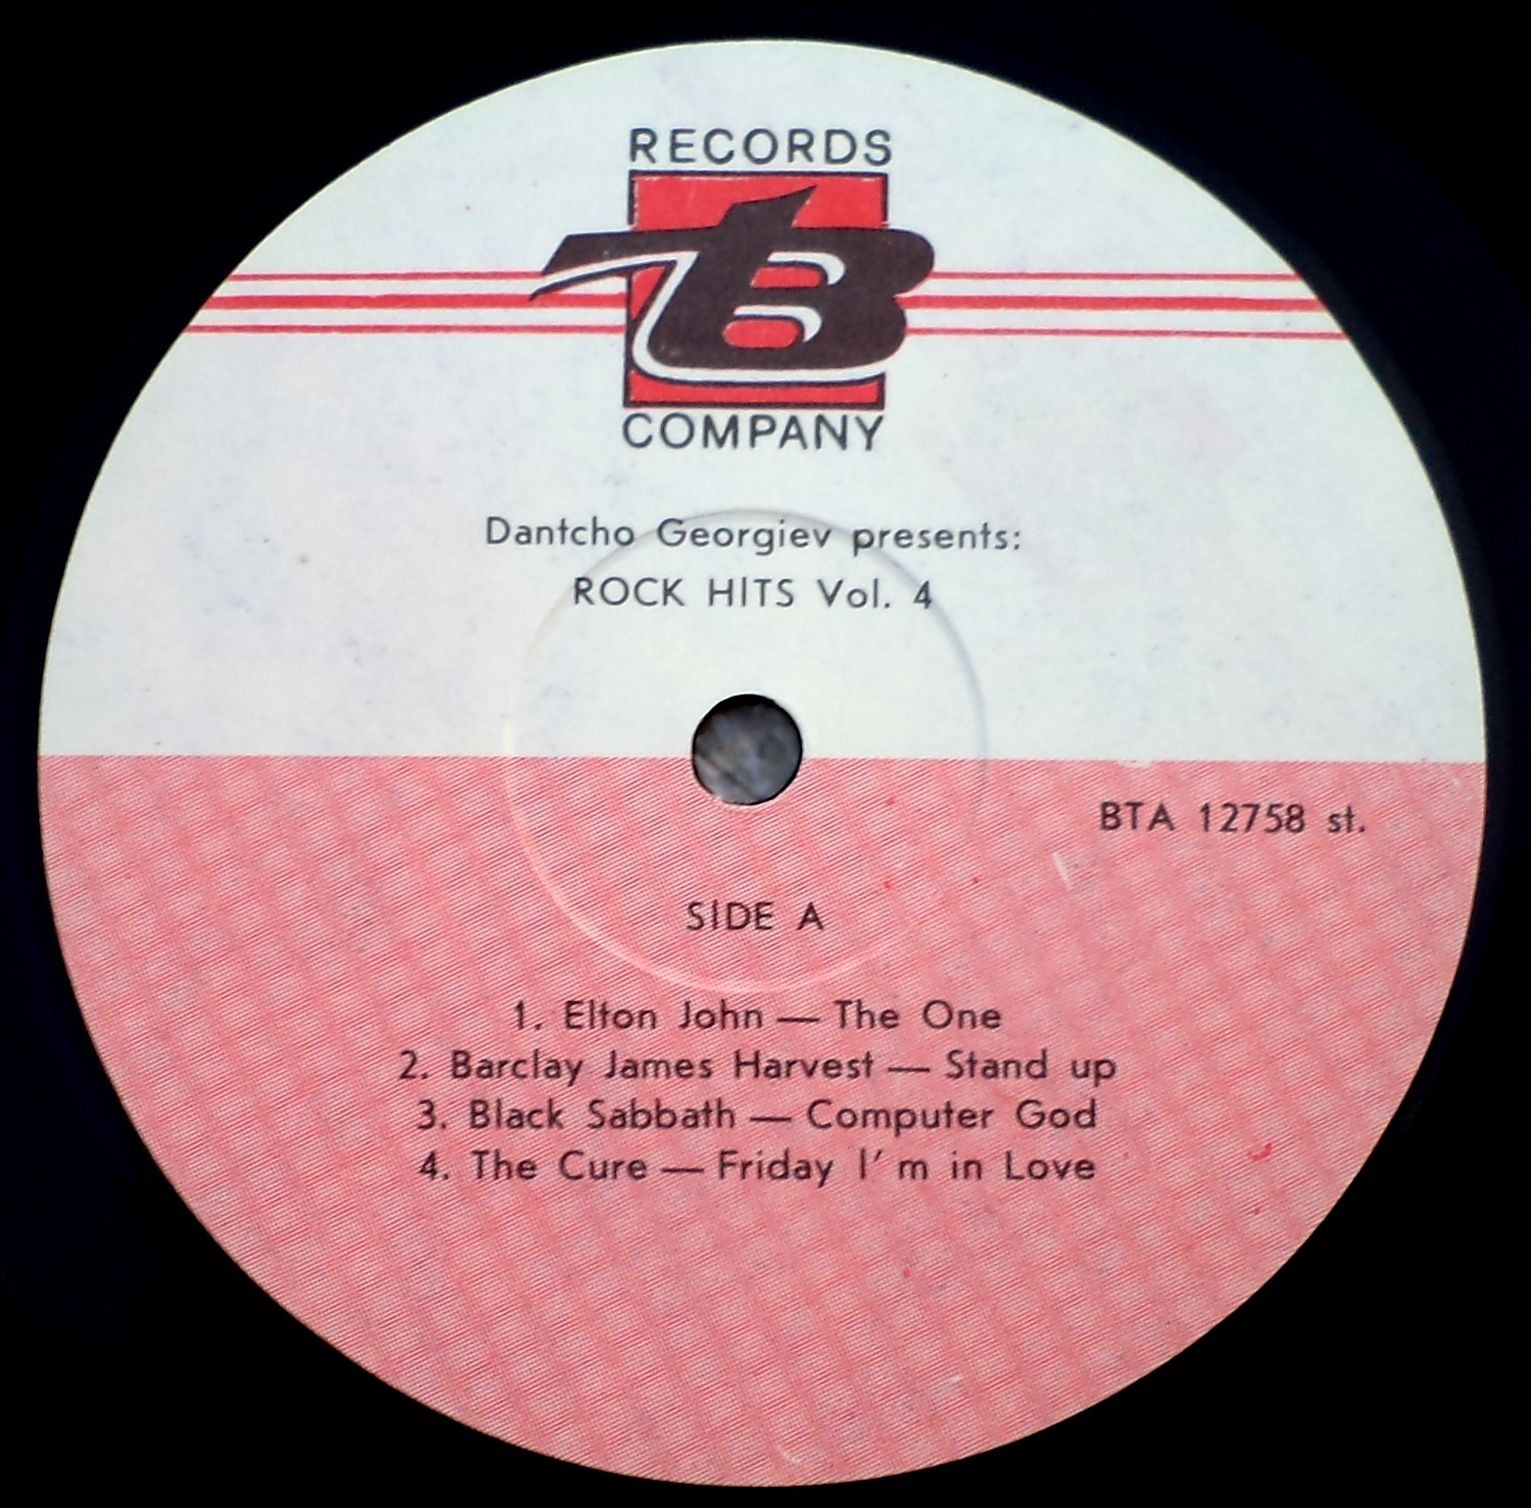 RECORDS
TB
COMPANY
Dantcho Georgiev presents:
ROCK HITS Vol. 4
BTA 12758 st.
SIDE A
1. Elton John — The One
2. Barclay James Harvest — Stand up
3. Black Sabbath — Computer God
4. The Cure — Friday I' m in Love